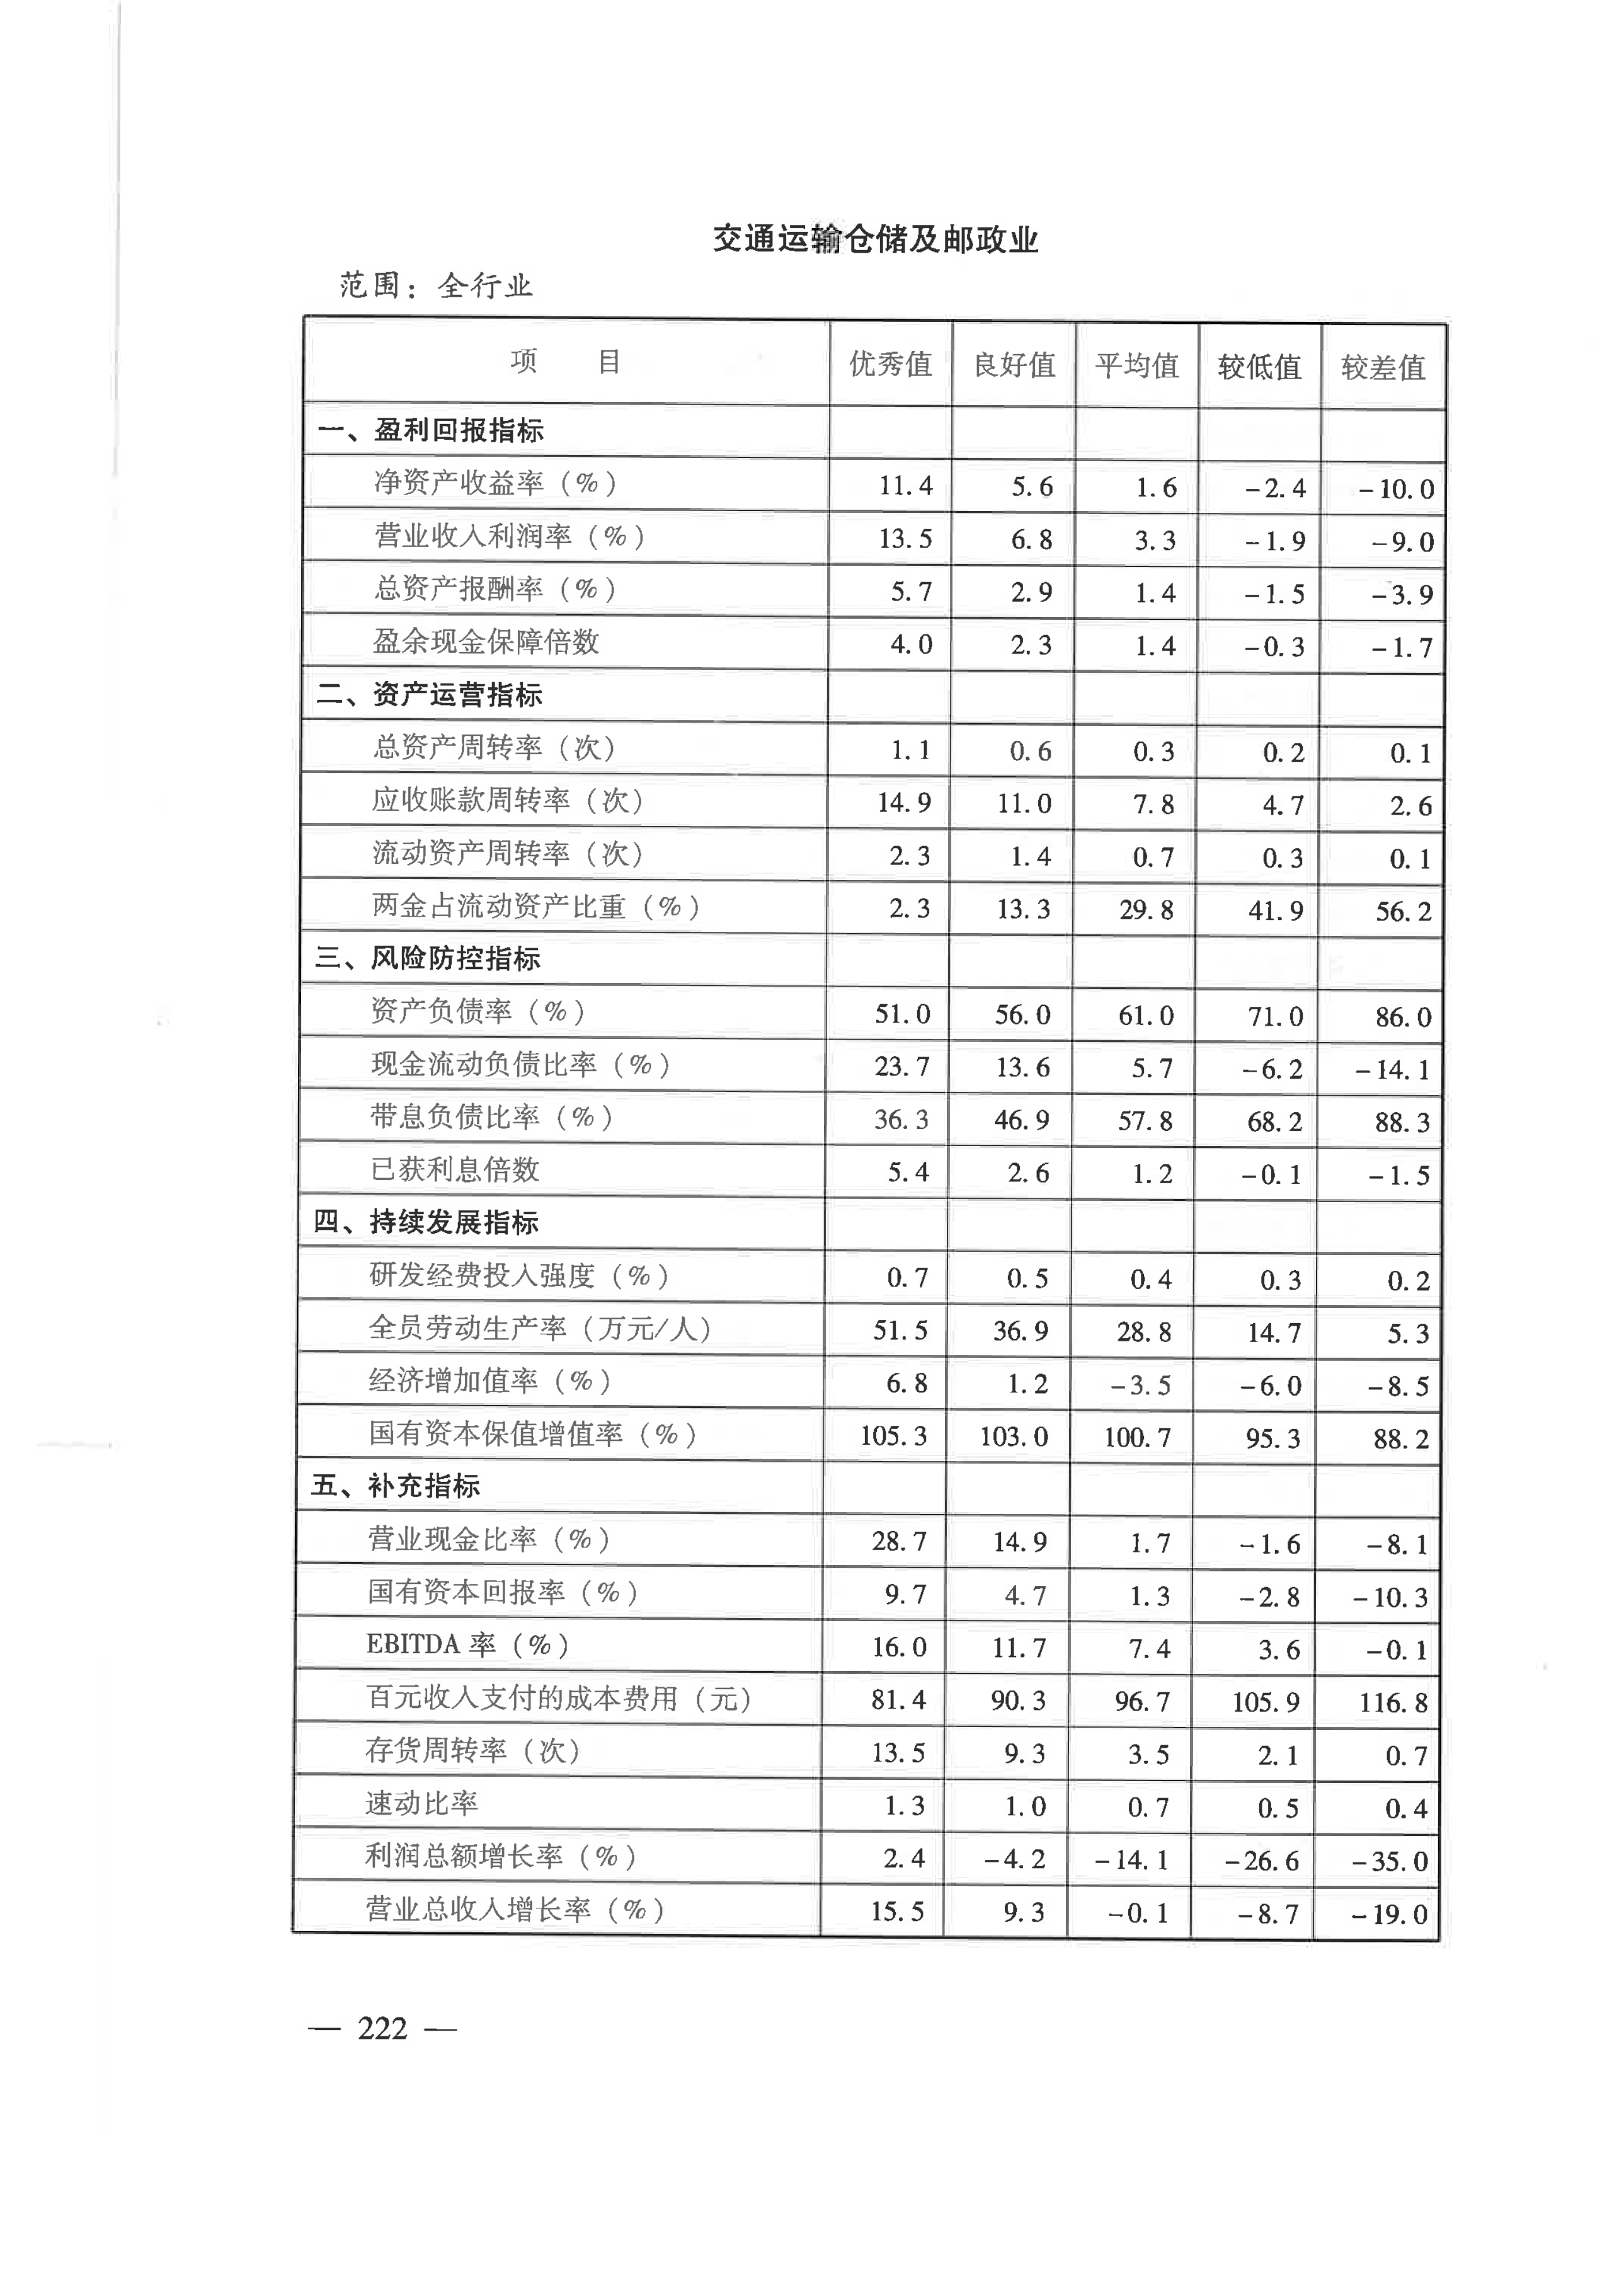 交通运输仓储及邮政业
范围：全行业
项 目 优秀值 良好值 平均值 较低值 较差值
一、盈利回报指标
净资产收益率（%） 11.4 5.6 1.6 -2.4 -10.0
营业收入利润率（%） 13.5 6.8 3.3 -1.9 -9.0
总资产报酬率（%） 5.7 2.9 1.4 -1.5 -3.9
盈余现金保障倍数 4.0 2.3 1.4 -0.3 -1.7
二、资产运营指标
总资产周转率（次） 1.1 0.6 0.3 0.2 0.1
应收账款周转率（次） 14.9 11.0 7.8 4.7 2.6
流动资产周转率（次） 2.3 1.4 0.7 0.3 0.1
两金占流动资产比重（%） 2.3 13.3 29.8 41.9 56.2
三、风险防控指标
资产负债率（%） 51.0 56.0 61.0 71.0 86.0
现金流动负债比率（%） 23.7 13.6 5.7 -6.2 -14.1
带息负债比率（%） 36.3 46.9 57.8 68.2 88.3
已获利息倍数 5.4 2.6 1.2 -0.1 -1.5
四、持续发展指标
研发经费投入强度（%） 0.7 0.5 0.4 0.3 0.2
全员劳动生产率（万元/人） 51.5 36.9 28.8 14.7 5.3
经济增加值率（%） 6.8 1.2 -3.5 -6.0 -8.5
国有资本保值增值率（%） 105.3 103.0 100.7 95.3 88.2
五、补充指标
营业现金比率（%） 28.7 14.9 1.7 -1.6 -8.1
国有资本回报率（%） 9.7 4.7 1.3 -2.8 -10.3
EBITDA 率（%） 16.0 11.7 7.4 3.6 -0.1
百元收入支付的成本费用（元） 81.4 90.3 96.7 105.9 116.8
存货周转率（次） 13.5 9.3 3.5 2.1 0.7
速动比率 1.3 1.0 0.7 0.5 0.4
利润总额增长率（%） 2.4 -4.2 -14.1 -26.6 -35.0
营业总收入增长率（%） 15.5 9.3 -0.1 -8.7 -19.0
— 222 —